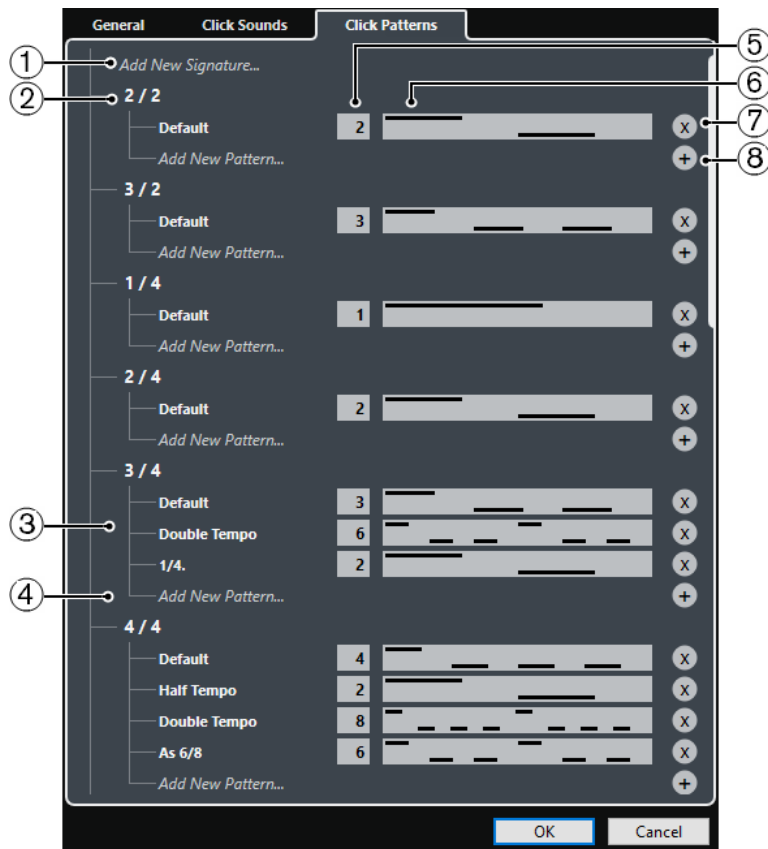 General Click Sounds Click Patterns
1 Add New Signature... 5
2 2 / 2 6
Default 2 X 7
Add New Pattern... + 8
3 / 2
Default 3 X
Add New Pattern... +
1 / 4
Default 1 X
Add New Pattern... +
2 / 4
Default 2 X
Add New Pattern... +
3 / 4
Default 3 X
3 Double Tempo 6 X
1/4. 2 X
4 Add New Pattern... +
4 / 4
Default 4 X
Half Tempo 2 X
Double Tempo 8 X
As 6/8 6 X
Add New Pattern... +
OK Cancel